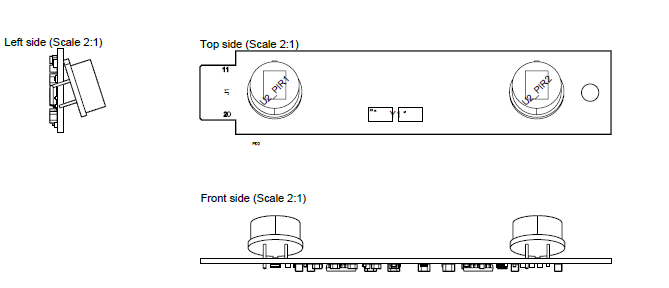 Left side (Scale 2:1)
Top side (Scale 2:1)
11
J1
20
U2_PIR1
U2_PIR2
Front side (Scale 2:1)